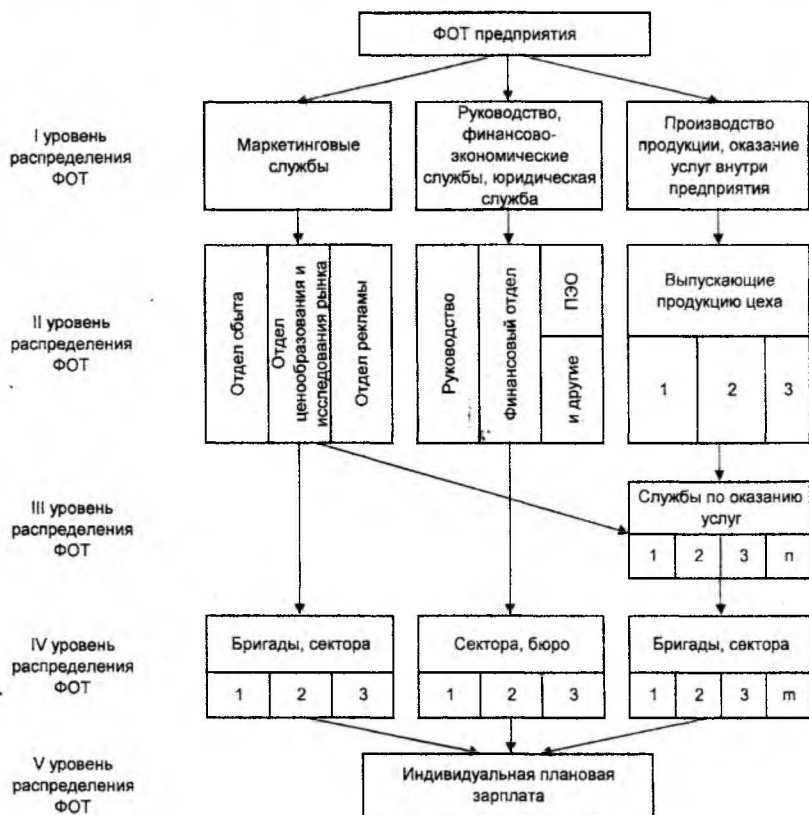 ФОТ предприятия
I уровень
распределения
ФОТ
Маркетинговые
службы
Руководство,
финансово-
экономические
службы, юридическая
служба
Производство
продукции, оказание
услуг внутри
предприятия
II уровень
распределения
ФОТ
Отдел сбыта
Отдел
ценообразования и
исследования рынка
Отдел рекламы
Руководство
Финансовый отдел
ПЭО
и другие
Выпускающие
продукцию цеха
1 2 3
III уровень
распределения
ФОТ
Службы по оказанию
услуг
1 2 3 n
IV уровень
распределения
ФОТ
Бригады, сектора
1 2 3
Сектора, бюро
1 2 3
Бригады, сектора
1 2 3 m
V уровень
распределения
ФОТ
Индивидуальная плановая
зарплата